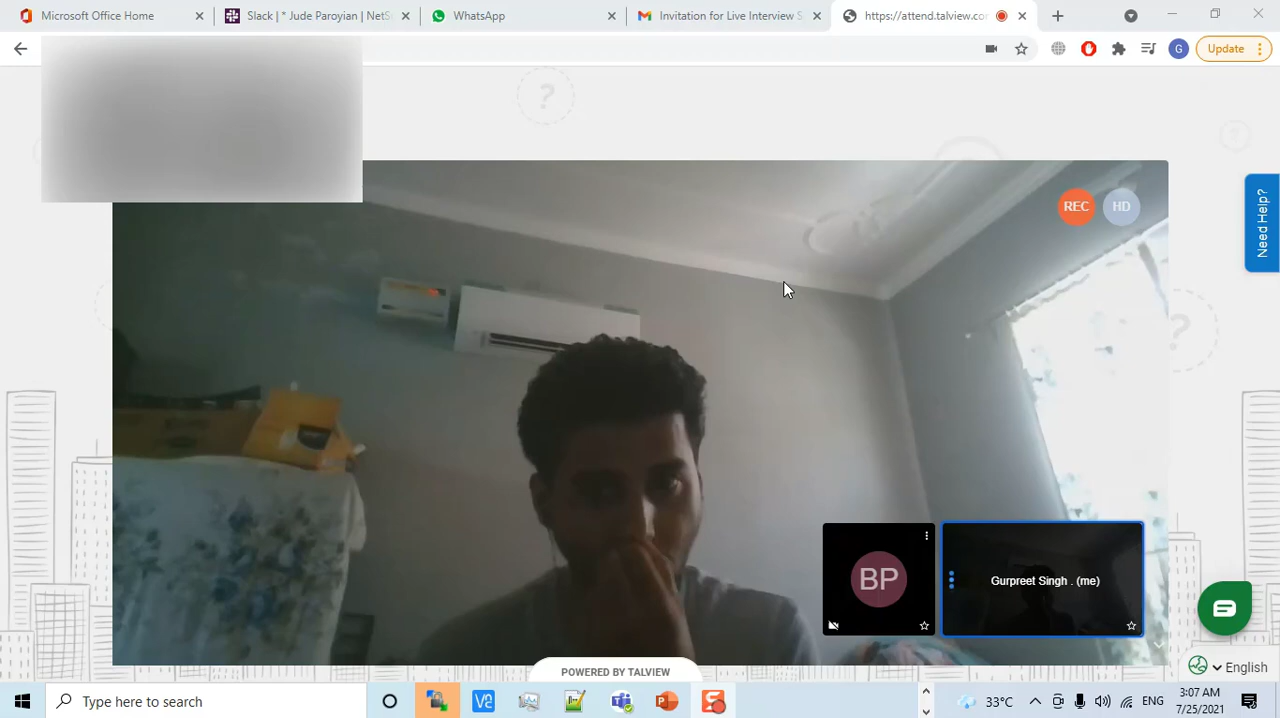 Microsoft Office Home
Slack | * Jude Paroyian | NetS
WhatsApp
Invitation for Live Interview S
https://attend.talview.co
G
Update
Need Help?
REC
HD
BP
Gurpreet Singh . (me)
POWERED BY TALVIEW
English
Type here to search
33°C
ENG
3:07 AM
7/25/2021